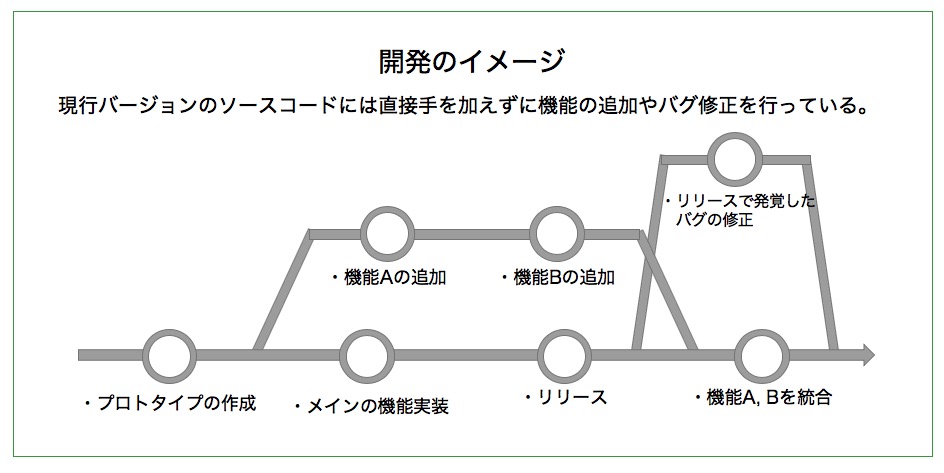 開発のイメージ
現行バージョンのソースコードには直接手を加えずに機能の追加やバグ修正を行っている。
・リリースで発覚した
バグの修正
・機能Aの追加
・機能Bの追加
・プロトタイプの作成
・メインの機能実装
・リリース
・機能A, Bを統合